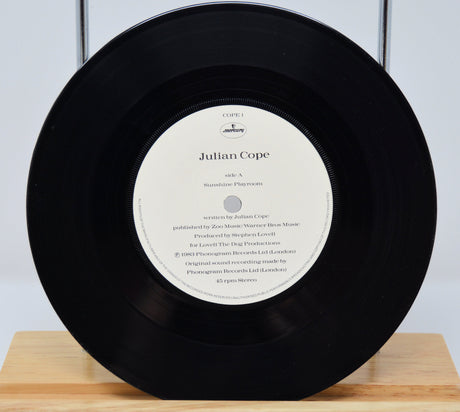 COPE 1
mercury
Julian Cope
side A
Sunshine Playroom
written by Julian Cope
published by Zoo Music/Warner Bros Music
Produced by Stephen Lovell
for Lovell The Dog Productions
℗ 1983 Phonogram Records Ltd (London)
Original sound recording made by
Phonogram Records Ltd (London)
45 rpm Stereo